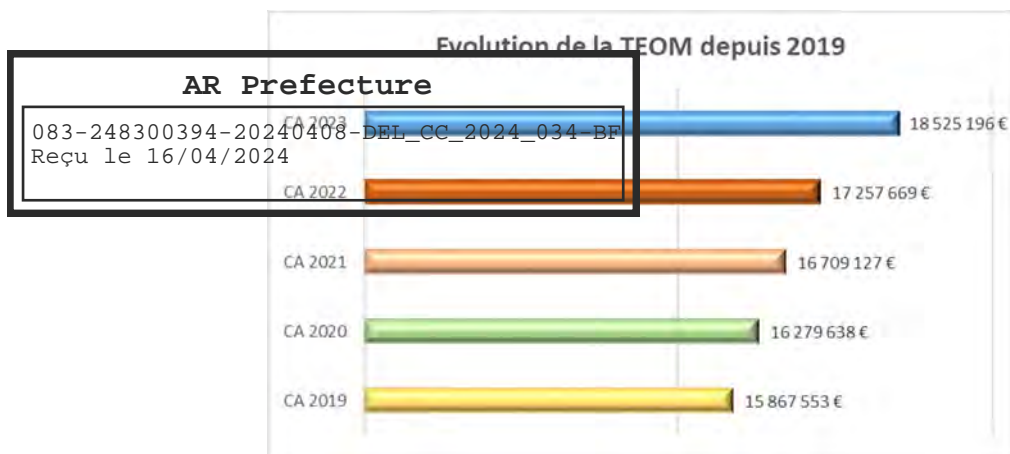 Evolution de la TEOM depuis 2019
AR Prefecture
083-248300394-20240408-DEL_CC_2024_034-BF
Reçu le 16/04/2024
CA 2023
18 525 196 €
CA 2022
17 257 669 €
CA 2021
16 709 127 €
CA 2020
16 279 638 €
CA 2019
15 867 553 €